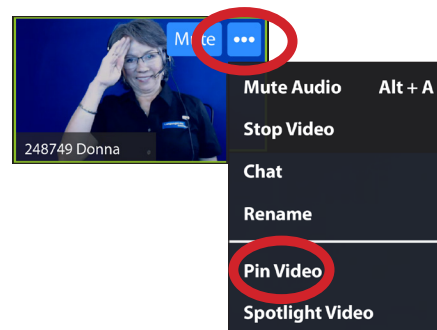 Mute •••
248749 Donna
Mute Audio Alt + A
Stop Video
Chat
Rename
Pin Video
Spotlight Video